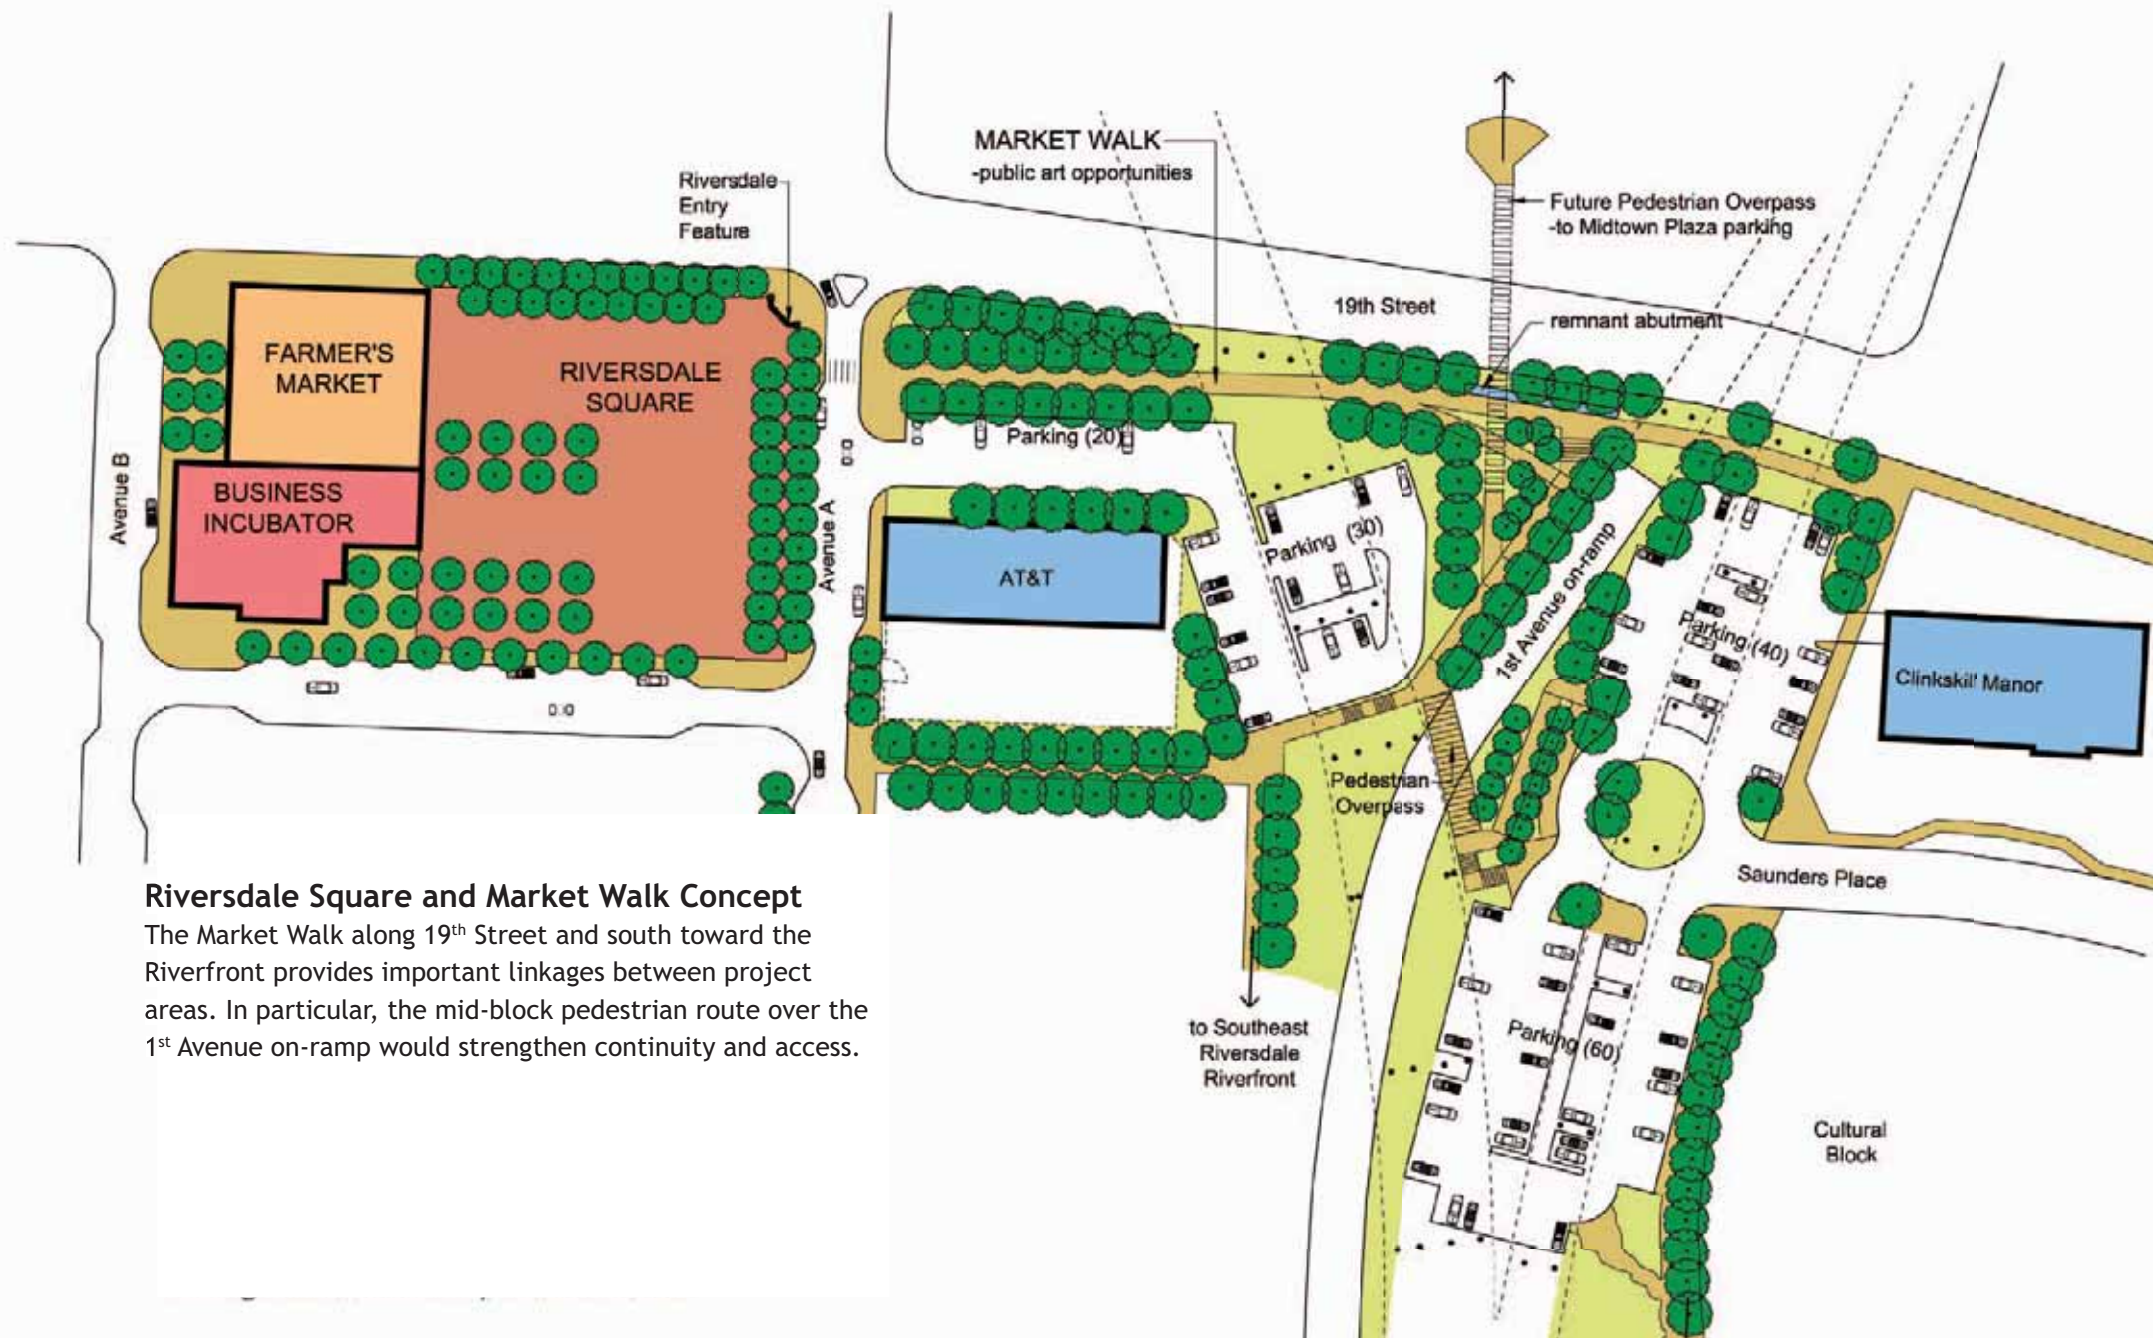 MARKET WALK
-public art opportunities
Riversdale
Entry
Feature
Future Pedestrian Overpass
-to Midtown Plaza parking
19th Street
remnant abutment
FARMER'S
MARKET
RIVERSDALE
SQUARE
Parking (20)
Avenue B
BUSINESS
INCUBATOR
Avenue A
AT&T
Parking (30)
1st Avenue on-ramp
Parking (40)
Clinkskill Manor
Pedestrian
Overpass
Saunders Place
Riversdale Square and Market Walk Concept
The Market Walk along 19th Street and south toward the
Riverfront provides important linkages between project
areas. In particular, the mid-block pedestrian route over the
1st Avenue on-ramp would strengthen continuity and access.
to Southeast
Riversdale
Riverfront
Parking (60)
Cultural
Block